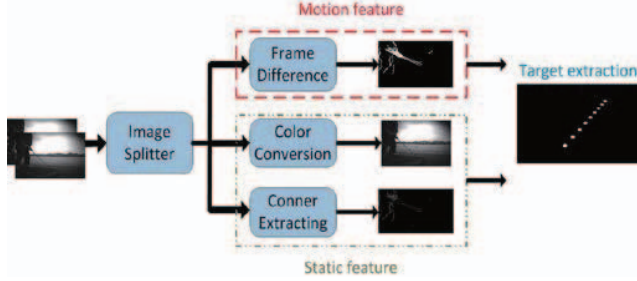 Motion feature
Frame
Difference
Target extraction
Image
Splitter
Color
Conversion
Conner
Extracting
Static feature